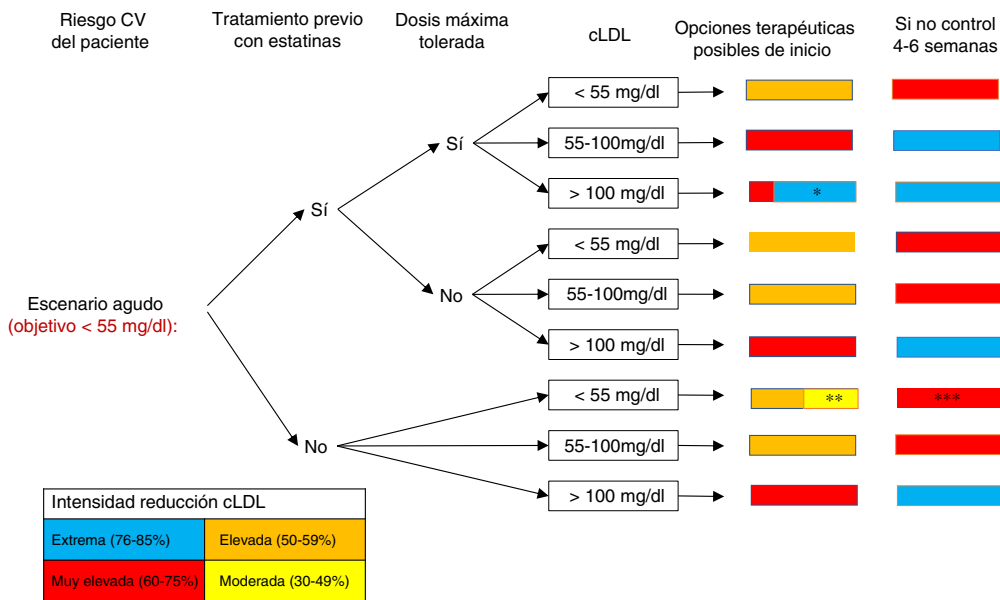 Riesgo CV
del paciente
Tratamiento previo
con estatinas
Dosis máxima
tolerada
cLDL
Opciones terapéuticas
posibles de inicio
Si no control
4-6 semanas
< 55 mg/dl
Sí
55-100mg/dl
> 100 mg/dl
*
Sí
< 55 mg/dl
No
55-100mg/dl
Escenario agudo
(objetivo < 55 mg/dl):
> 100 mg/dl
< 55 mg/dl
**
***
No
55-100mg/dl
> 100 mg/dl
Intensidad reducción cLDL
Extrema (76-85%)
Elevada (50-59%)
Muy elevada (60-75%)
Moderada (30-49%)